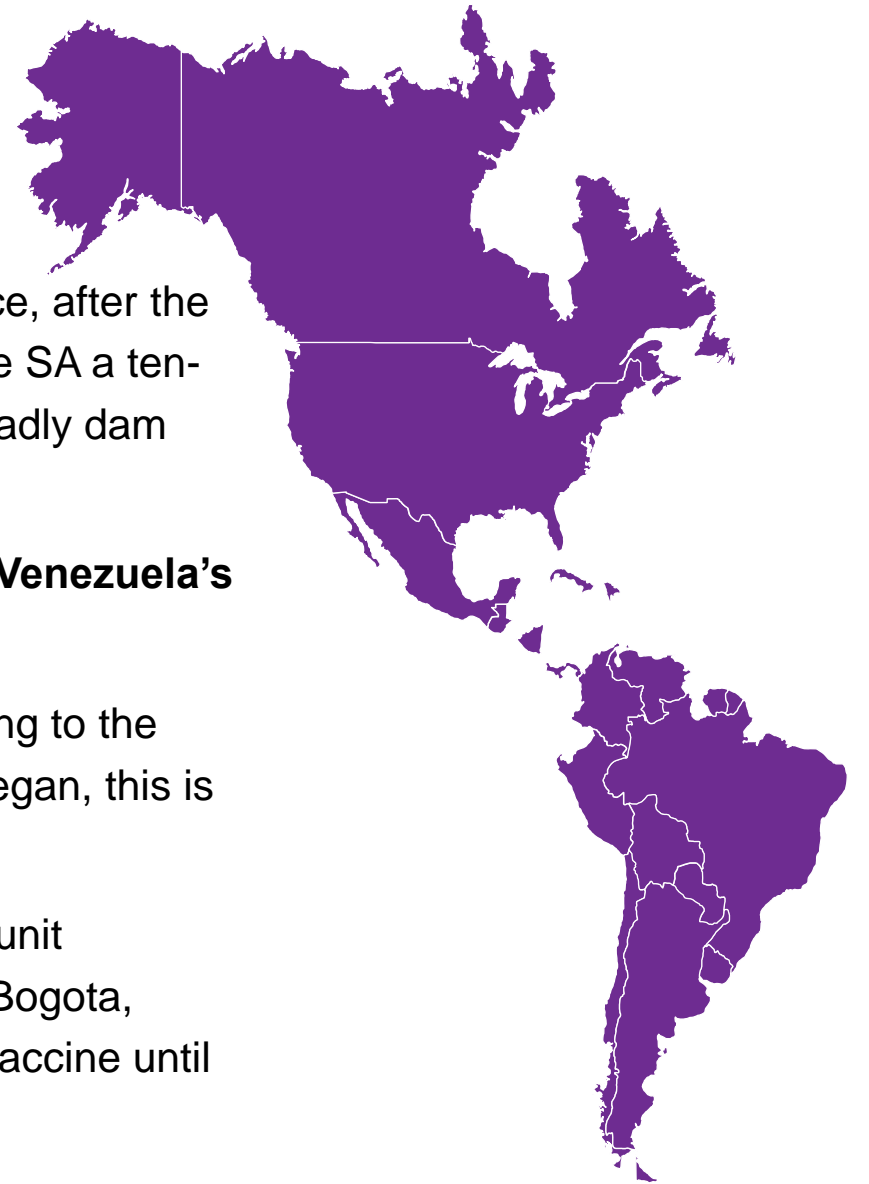 ce, after the
e SA a ten-
adly dam
Venezuela’s
ng to the
egan, this is
unit
Bogota,
accine until